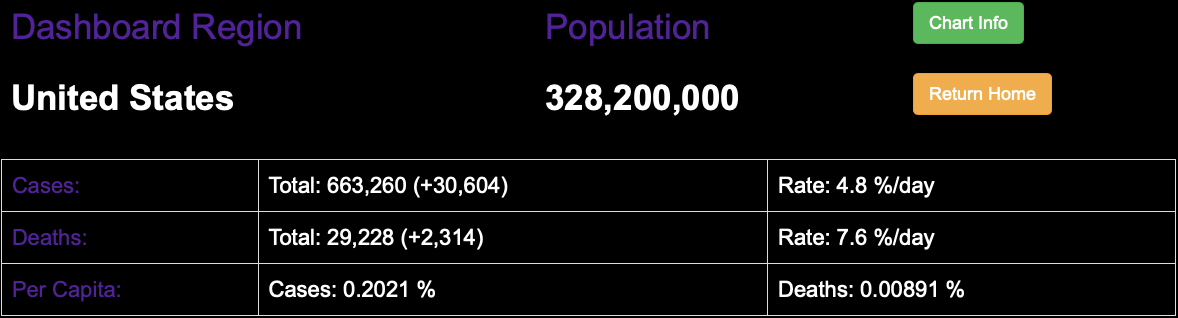 Dashboard Region Population Chart Info
United States 328,200,000 Return Home
Cases: Total: 663,260 (+30,604) Rate: 4.8 %/day
Deaths: Total: 29,228 (+2,314) Rate: 7.6 %/day
Per Capita: Cases: 0.2021 % Deaths: 0.00891 %